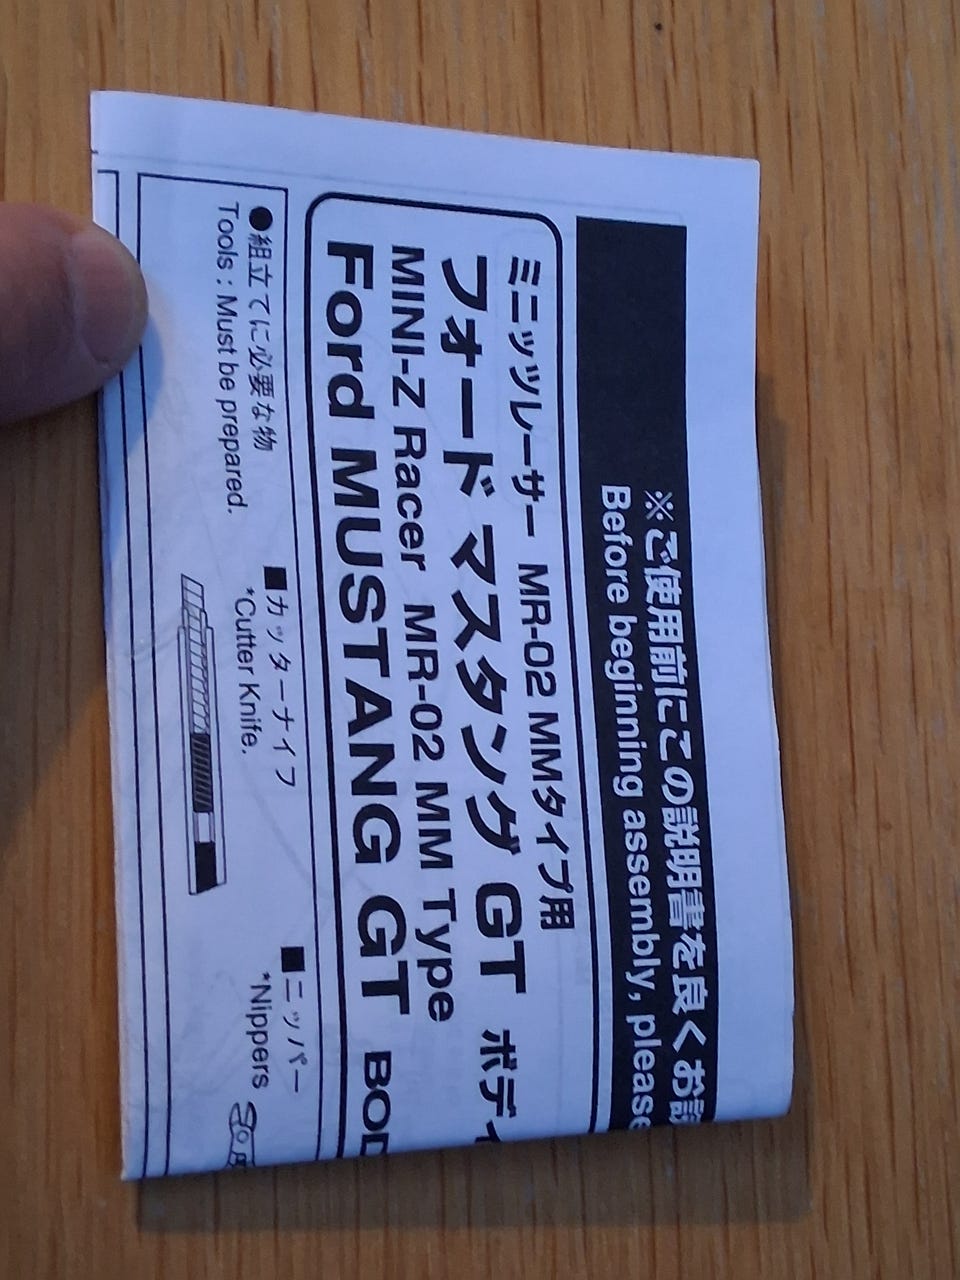 ※ご使用前にこの説明書を良くお読
Before beginning assembly, please
ミニッツレーサー MR-02 MMタイプ用
フォード マスタング GT ボディ
MINI-Z Racer MR-02 MM Type
Ford MUSTANG GT BOD
●組立てに必要な物
Tools : Must be prepared.
■カッターナイフ
*Cutter Knife.
■ニッパー
*Nippers